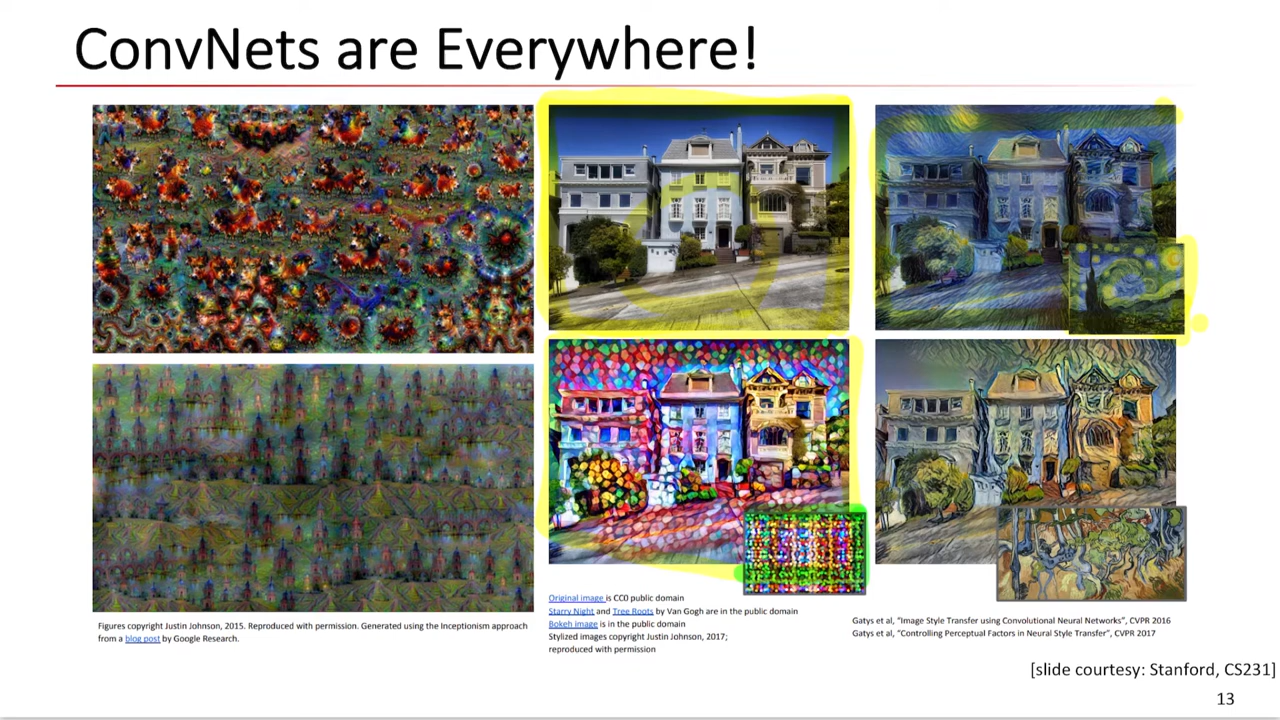 ConvNets are Everywhere!
Figures copyright Justin Johnson, 2015. Reproduced with permission. Generated using the Inceptionism approach
from a blog post by Google Research.
Original image is CC0 public domain
Starry Night and Tree Roots by Van Gogh are in the public domain
Bokeh image is in the public domain
Stylized images copyright Justin Johnson, 2017;
reproduced with permission
Gatys et al, “Image Style Transfer using Convolutional Neural Networks”, CVPR 2016
Gatys et al, “Controlling Perceptual Factors in Neural Style Transfer”, CVPR 2017
[slide courtesy: Stanford, CS231]
13